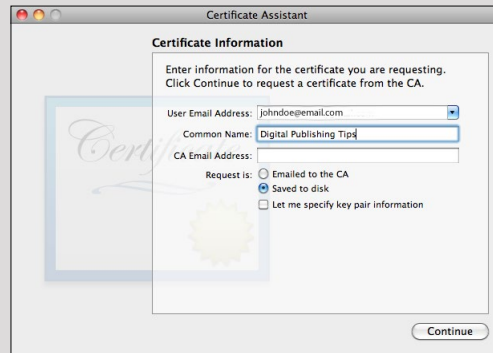 Certificate Assistant
Certificate Information
Enter information for the certificate you are requesting.
Click Continue to request a certificate from the CA.
User Email Address: johndoe@email.com
Common Name: Digital Publishing Tips
CA Email Address:
Request is: Emailed to the CA
Saved to disk
Let me specify key pair information
Certificate
Continue